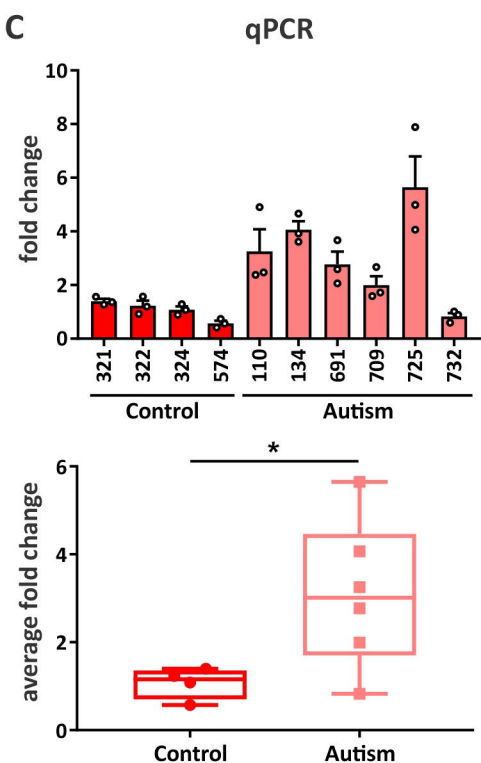 C
qPCR
10
8
6
4
2
0
fold change
321 322 324 574 110 134 691 709 725 732
Control Autism
*
6
4
2
0
average fold change
Control Autism